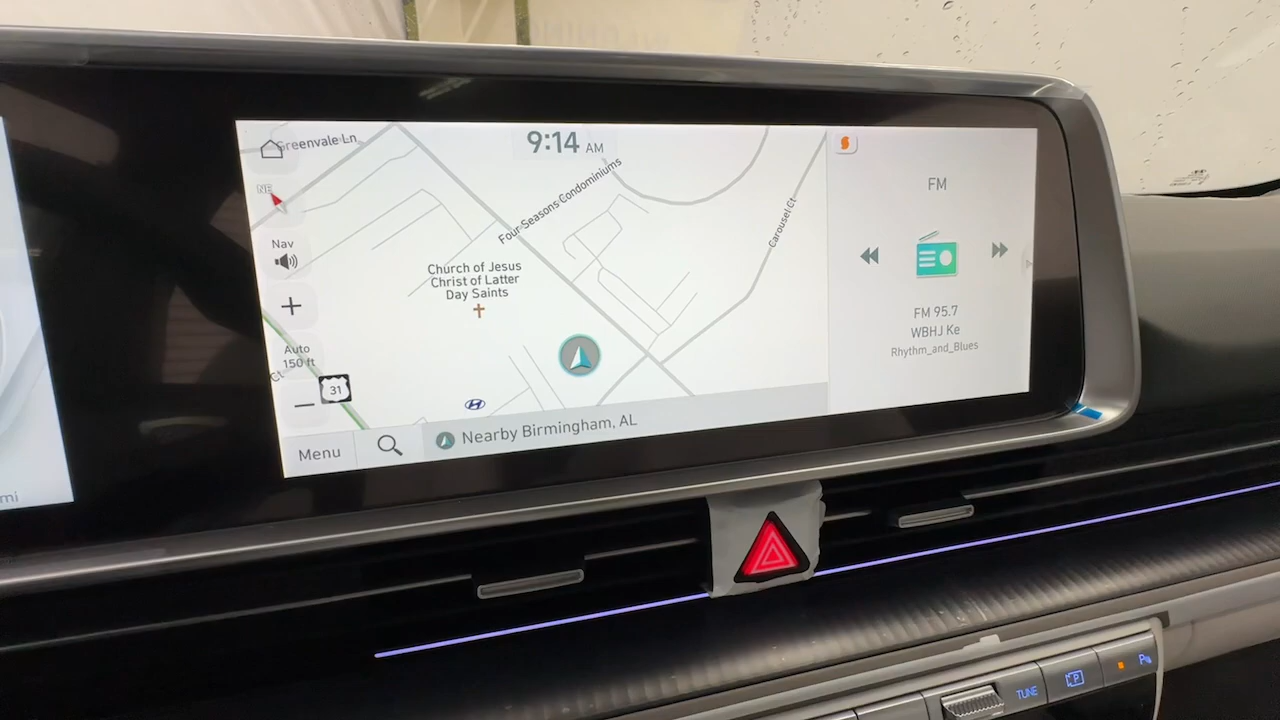 Greenvale Ln
9:14 AM
NE
Four Seasons Condominiums
Carousel Ct
FM
Nav
Church of Jesus
Christ of Latter
Day Saints
FM 95.7
WBHJ Ke
Rhythm_and_Blues
Auto
150 ft
Ct
31
Menu
Nearby Birmingham, AL
mi
TUNE
P
P